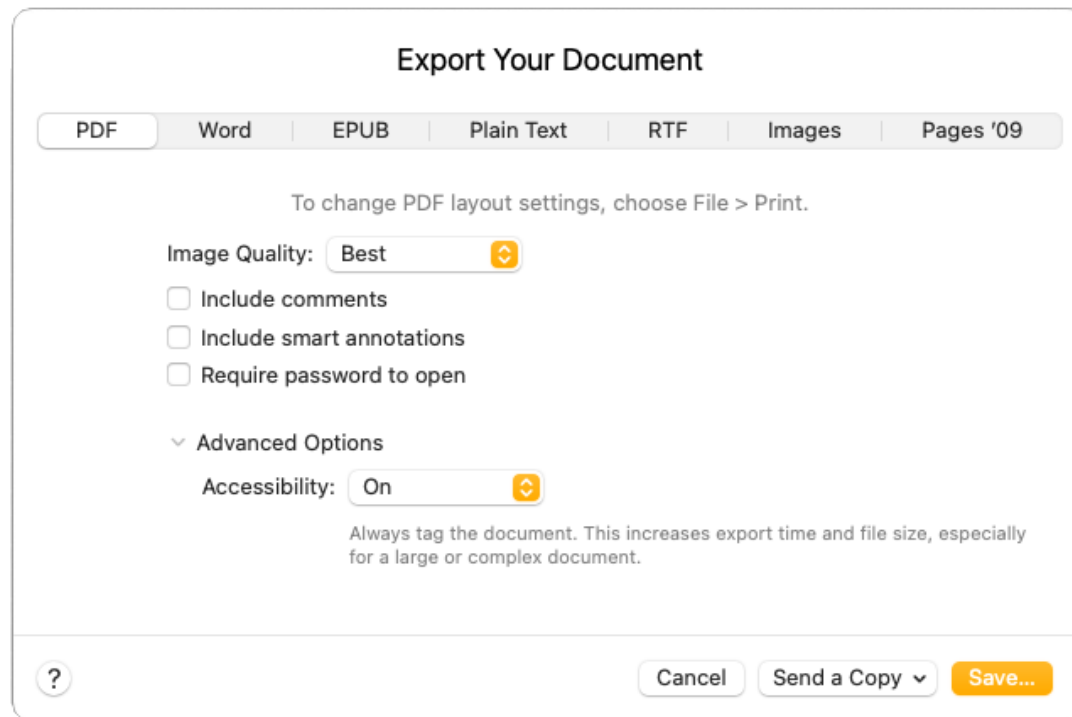 Export Your Document
PDF Word EPUB Plain Text RTF Images Pages '09
To change PDF layout settings, choose File > Print.
Image Quality: Best
Include comments
Include smart annotations
Require password to open
Advanced Options
Accessibility: On
Always tag the document. This increases export time and file size, especially
for a large or complex document.
? Cancel Send a Copy Save...